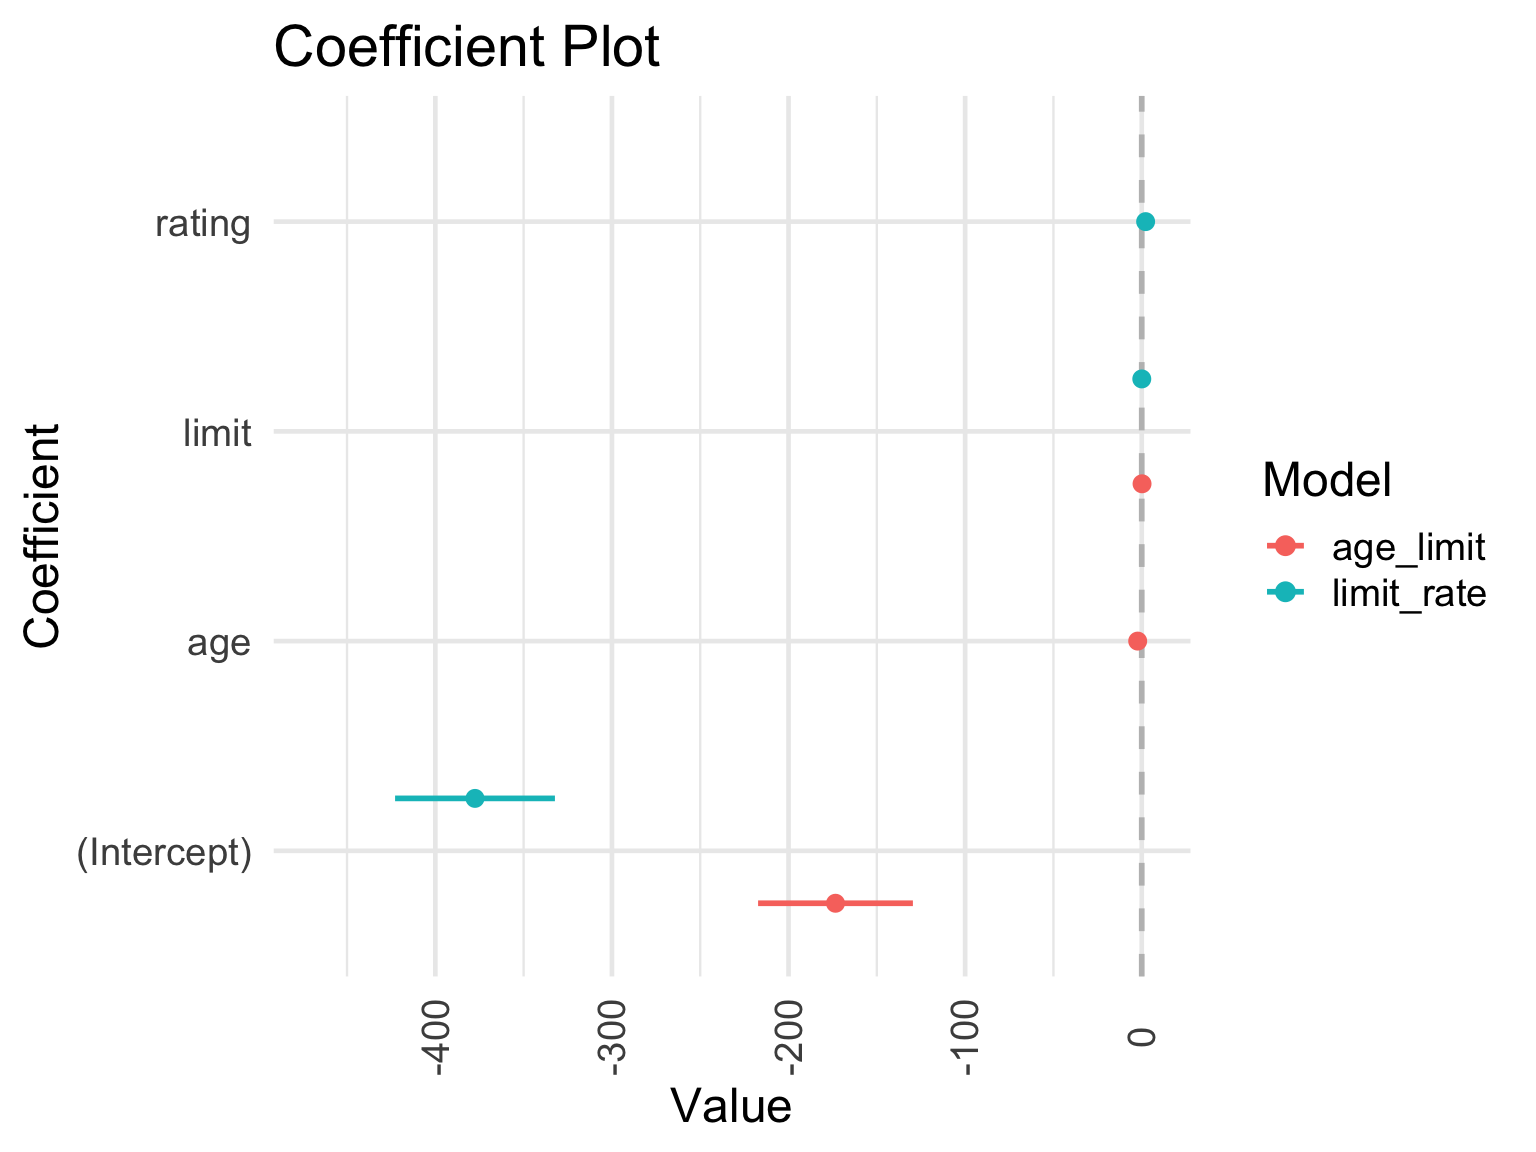 Coefficient Plot
Coefficient
rating
limit
age
(Intercept)
-400
-300
-200
-100
0
Value
Model
age_limit
limit_rate